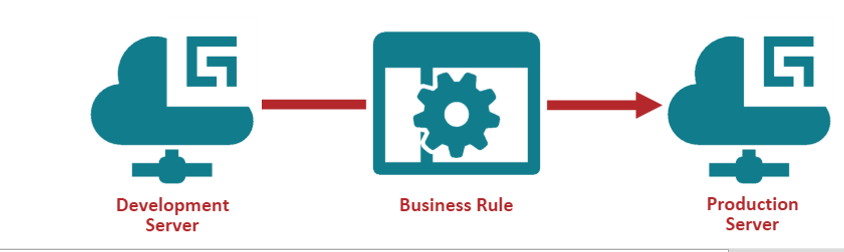 Development
Server
Business Rule
Production
Server